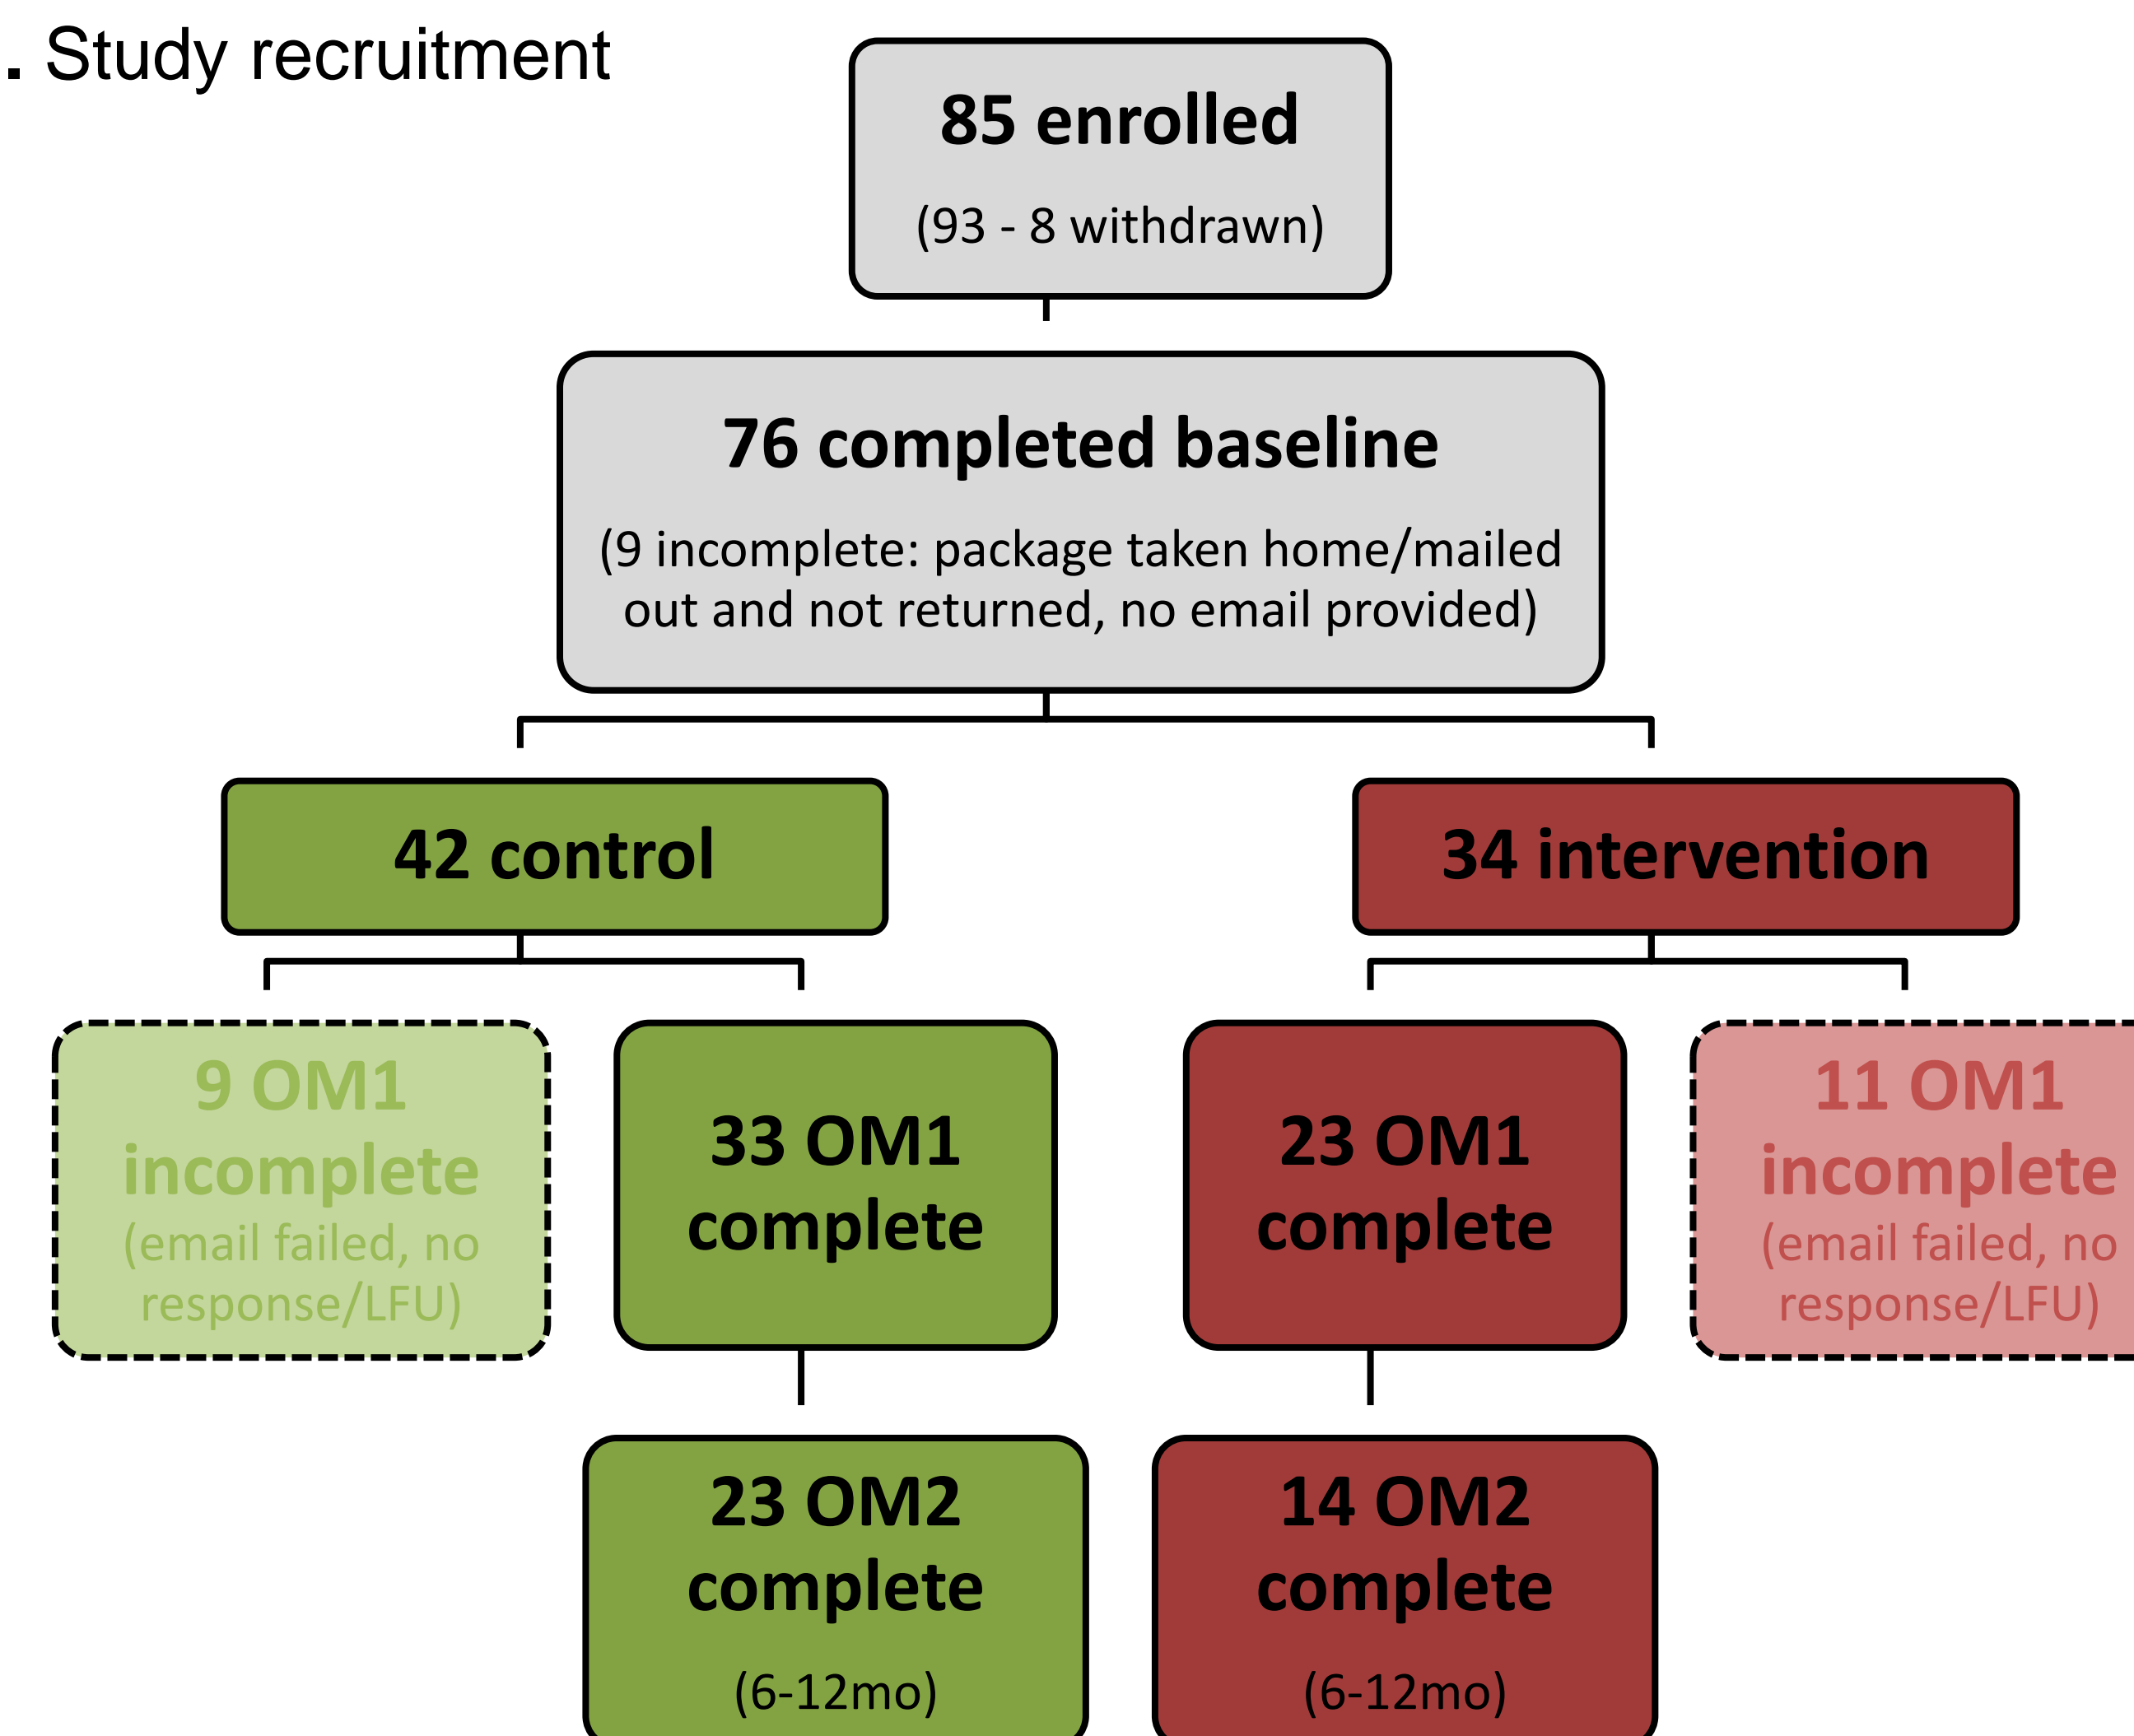 . Study recruitment
85 enrolled
(93 - 8 withdrawn)
76 completed baseline
(9 incomplete: package taken home/mailed
out and not returned, no email provided)
42 control
34 intervention
9 OM1
incomplete
(email failed, no
response/LFU)
33 OM1
complete
23 OM1
complete
11 OM1
incomplete
(email failed, no
response/LFU)
23 OM2
complete
(6-12mo)
14 OM2
complete
(6-12mo)